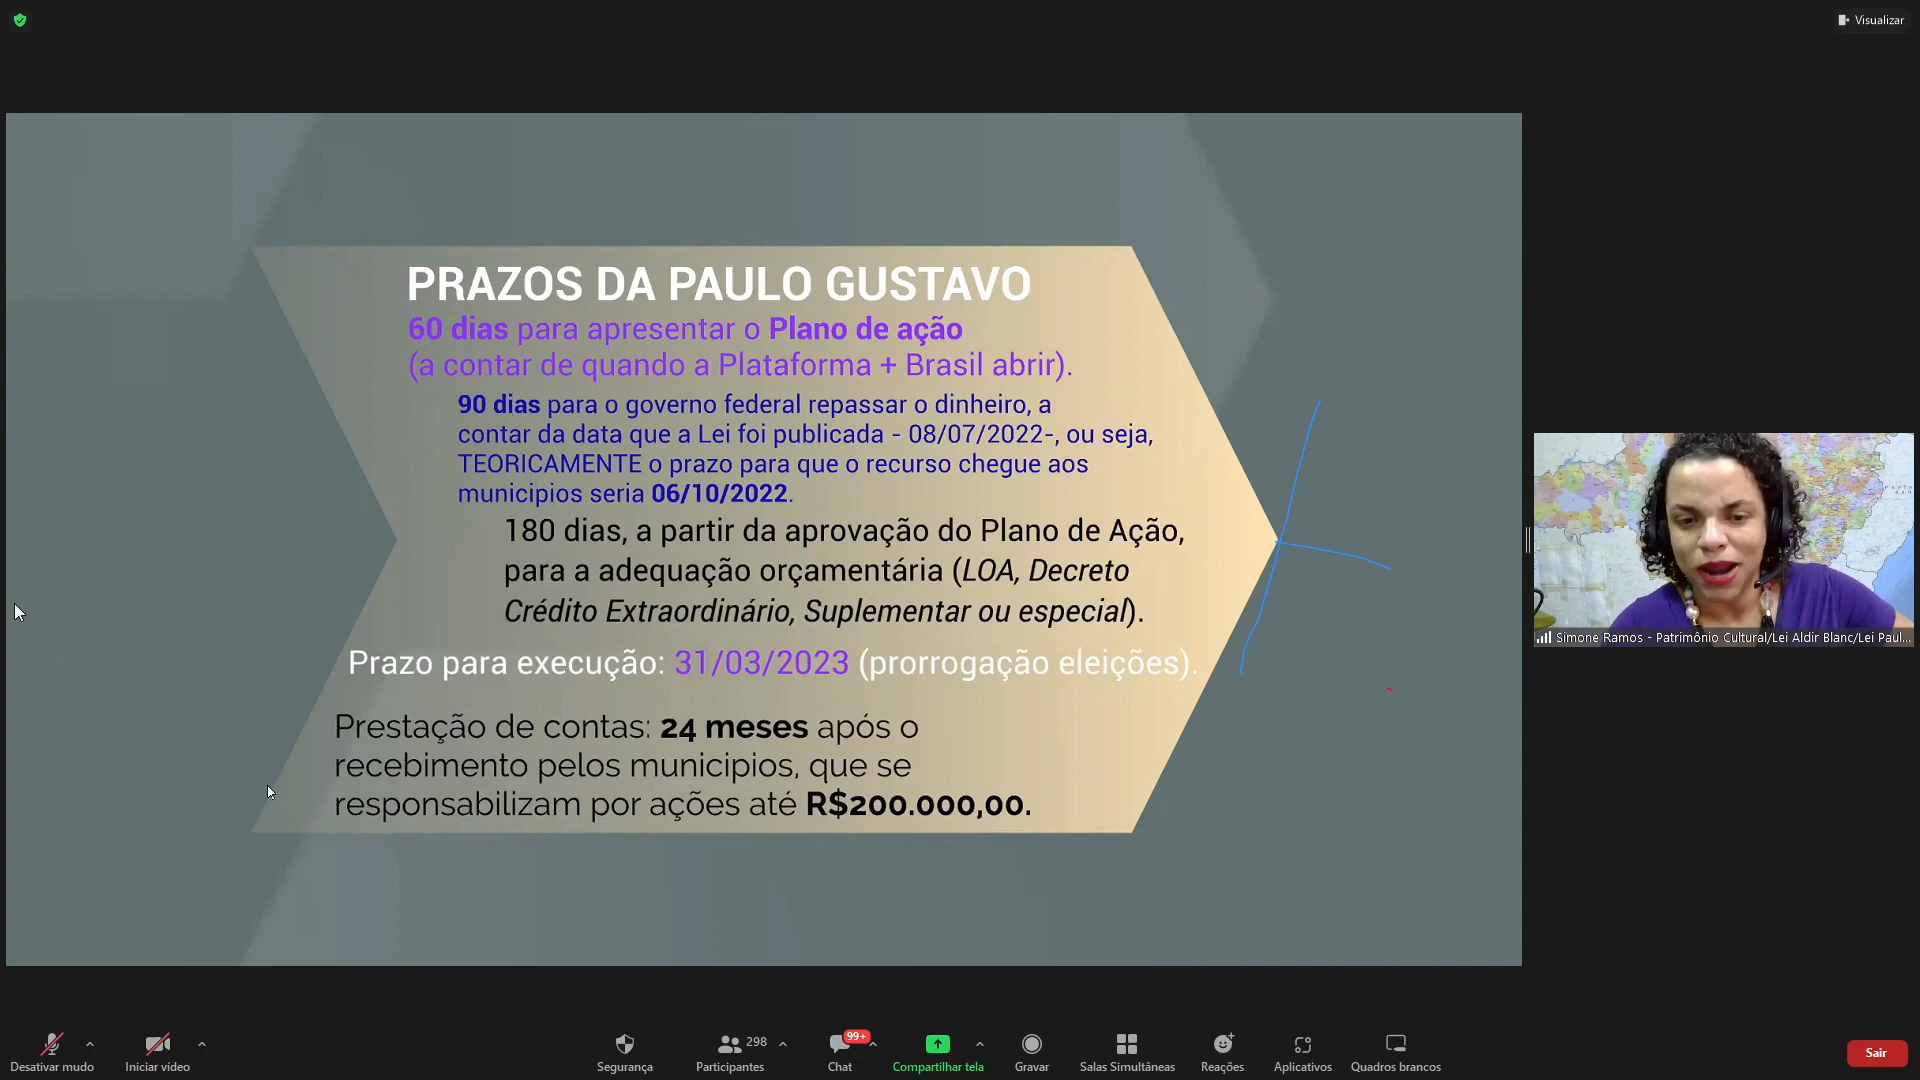 Visualizar
PRAZOS DA PAULO GUSTAVO
60 dias para apresentar o Plano de ação
(a contar de quando a Plataforma + Brasil abrir).
90 dias para o governo federal repassar o dinheiro, a
contar da data que a Lei foi publicada - 08/07/2022-, ou seja,
TEORICAMENTE o prazo para que o recurso chegue aos
municipios seria 06/10/2022.
180 dias, a partir da aprovação do Plano de Ação,
para a adequação orçamentária (LOA, Decreto
Crédito Extraordinário, Suplementar ou especial).
Prazo para execução: 31/03/2023 (prorrogação eleições).
Prestação de contas: 24 meses após o
recebimento pelos municipios, que se
responsabilizam por ações até R$200.000,00.
Simone Ramos - Patrimônio Cultural/Lei Aldir Blanc/Lei Paul...
298
99+
Desativar mudo
Iniciar vídeo
Segurança
Participantes
Chat
Compartilhar tela
Gravar
Salas Simultâneas
Reações
Aplicativos
Quadros brancos
Sair